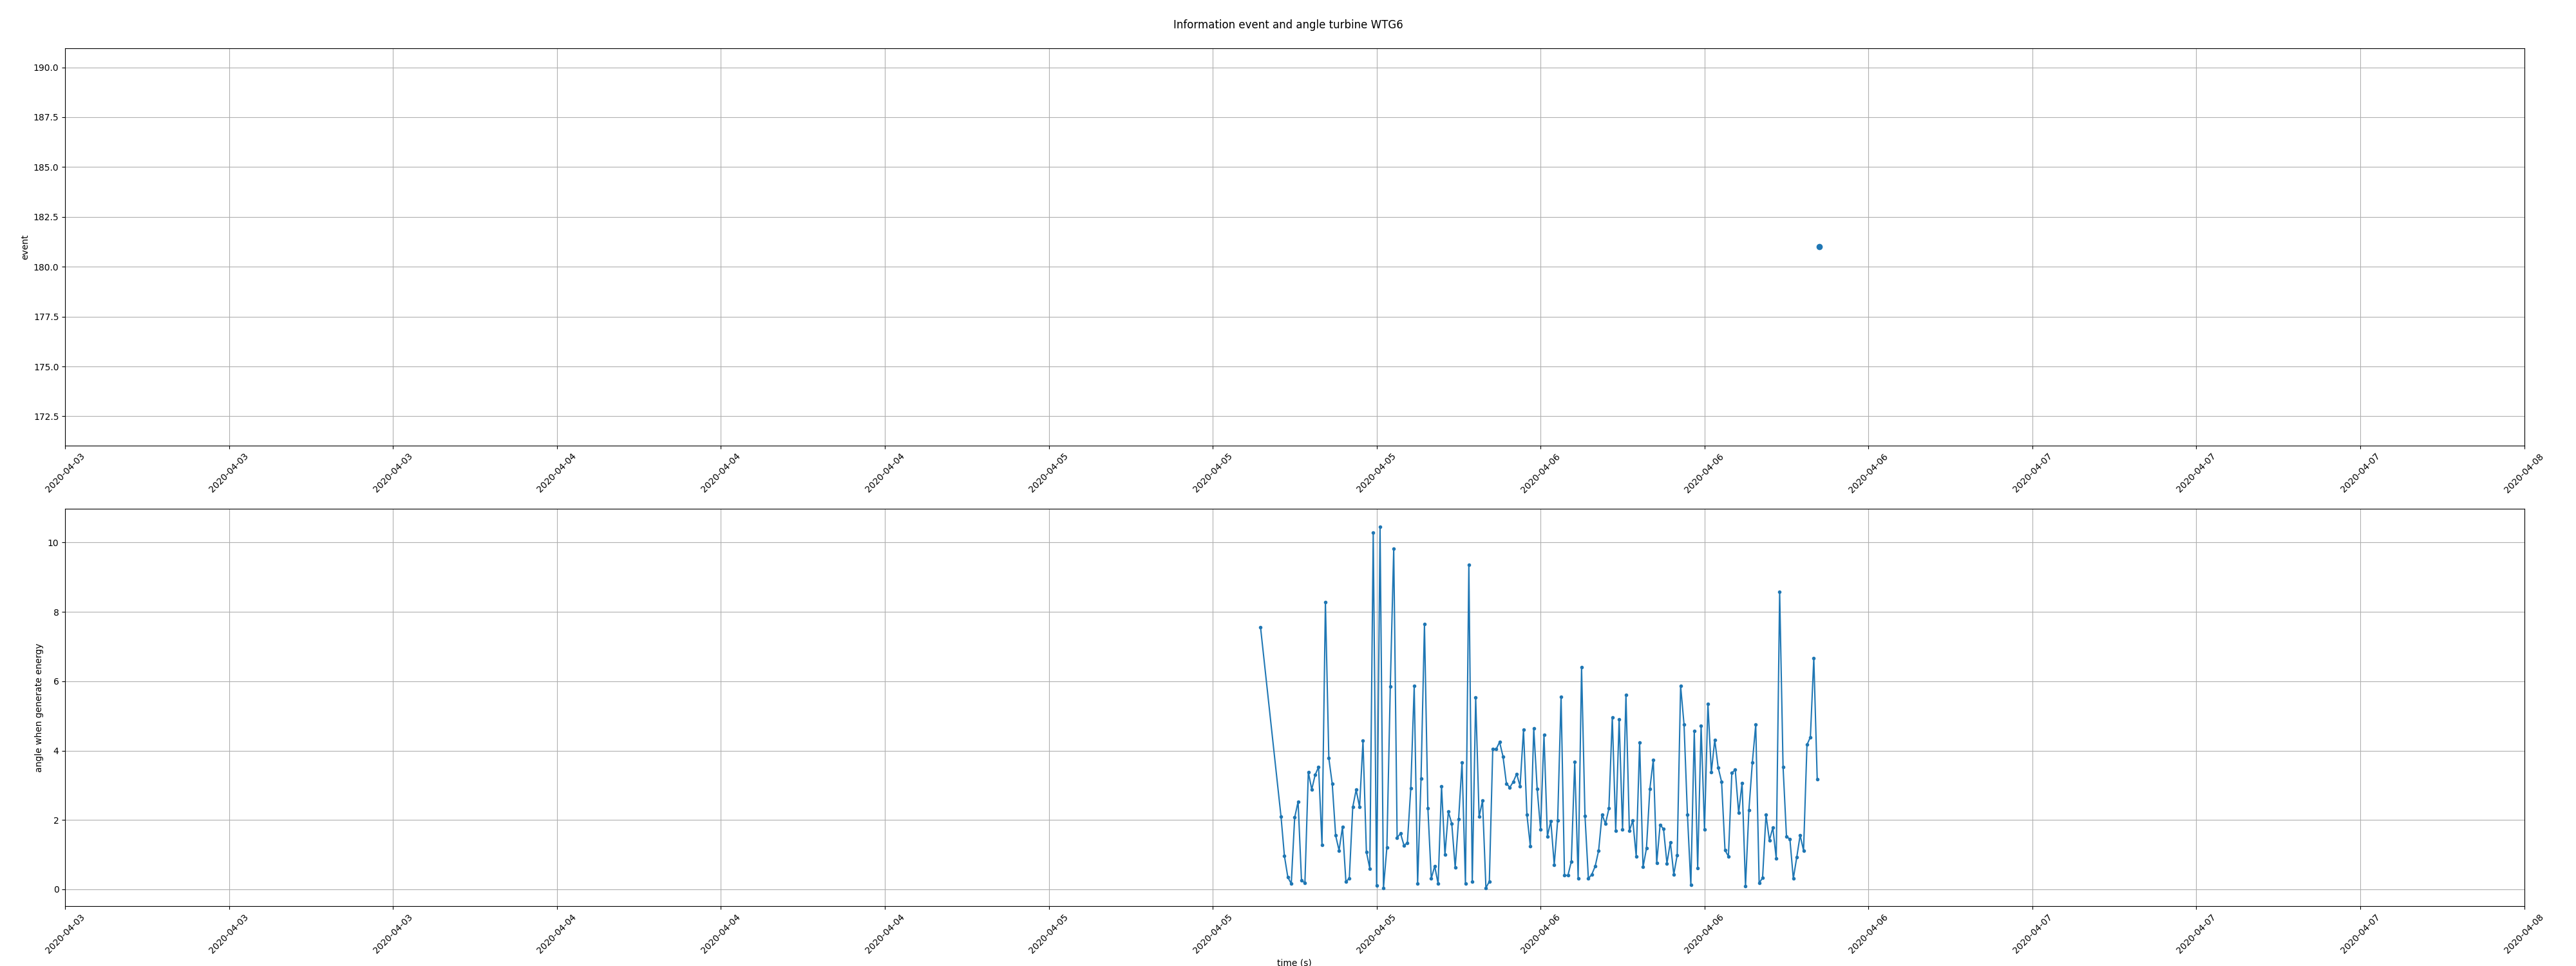 Information event and angle turbine WTG6
190.0
187.5
185.0
182.5
180.0
177.5
175.0
172.5
event
2020-04-03 2020-04-03 2020-04-03 2020-04-04 2020-04-04 2020-04-04 2020-04-05 2020-04-05 2020-04-05 2020-04-06 2020-04-06 2020-04-06 2020-04-07 2020-04-07 2020-04-07 2020-04-08
10
8
6
4
2
0
angle when generate energy
2020-04-03 2020-04-03 2020-04-03 2020-04-04 2020-04-04 2020-04-04 2020-04-05 2020-04-05 2020-04-05 2020-04-06 2020-04-06 2020-04-06 2020-04-07 2020-04-07 2020-04-07 2020-04-08
time (s)